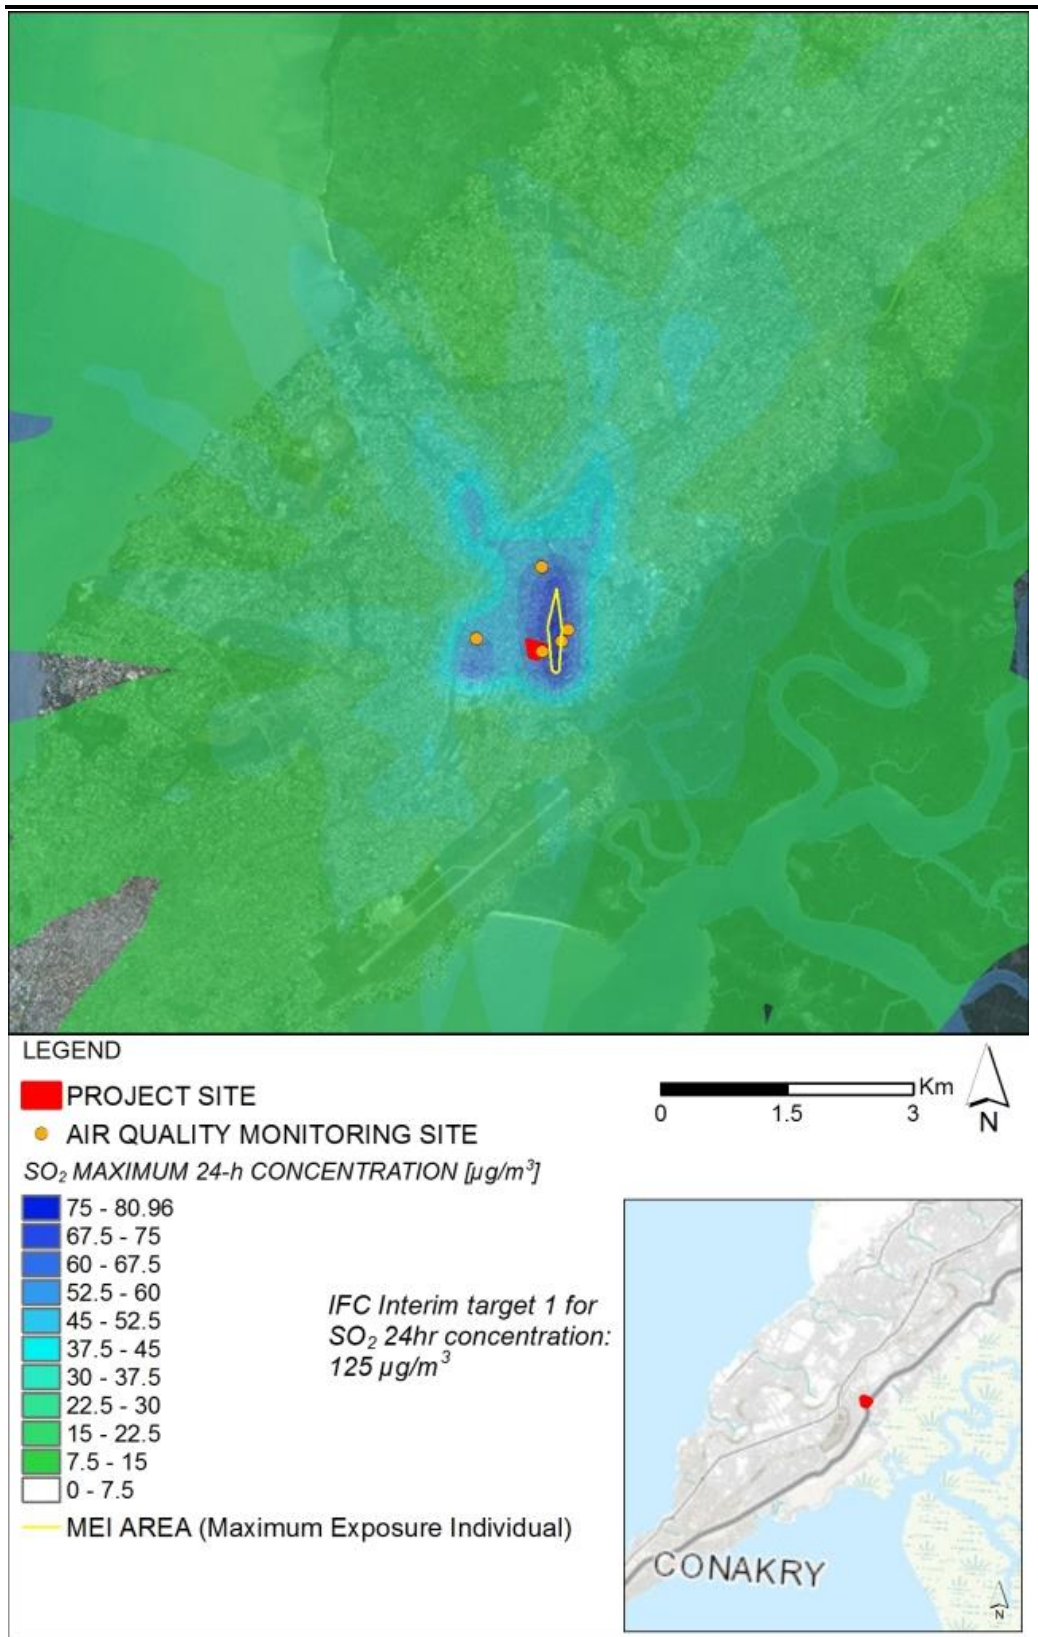 LEGEND
PROJECT SITE
AIR QUALITY MONITORING SITE
SO₂ MAXIMUM 24-h CONCENTRATION [µg/m³]
75 - 80.96
67.5 - 75
60 - 67.5
52.5 - 60
45 - 52.5
37.5 - 45
30 - 37.5
22.5 - 30
15 - 22.5
7.5 - 15
0 - 7.5
MEI AREA (Maximum Exposure Individual)
IFC Interim target 1 for
SO₂ 24hr concentration:
125 µg/m³
Km
0 1.5 3
N
CONAKRY
N